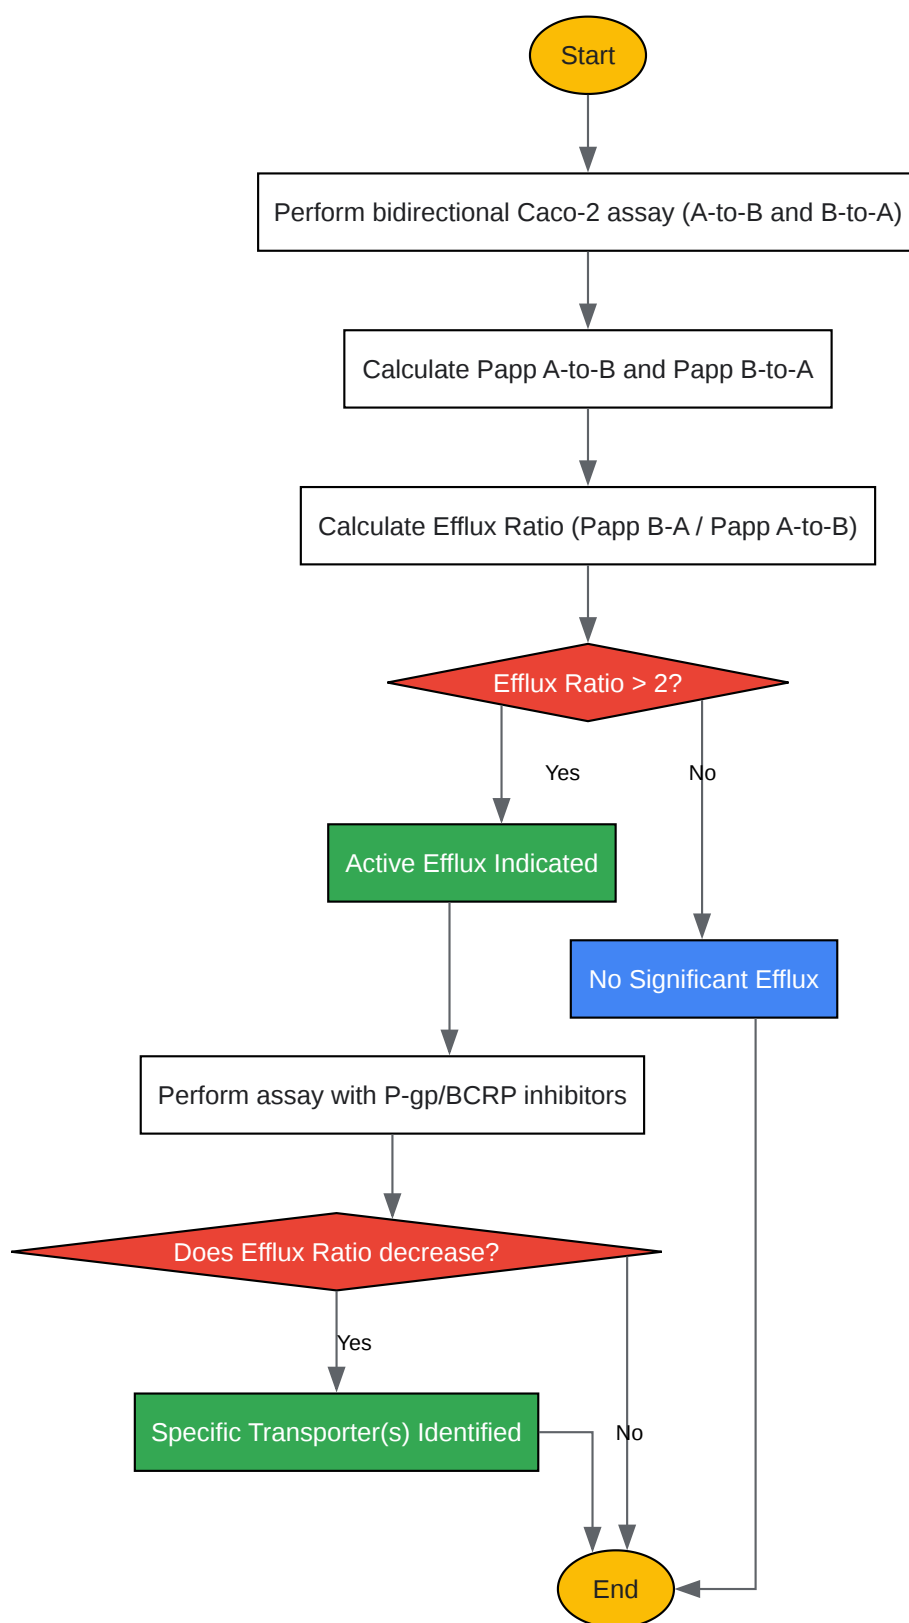 Start
Perform bidirectional Caco-2 assay (A-to-B and B-to-A)
Calculate Papp A-to-B and Papp B-to-A
Calculate Efflux Ratio (Papp B-A / Papp A-to-B)
Efflux Ratio > 2?
Yes
No
Active Efflux Indicated
No Significant Efflux
Perform assay with P-gp/BCRP inhibitors
Does Efflux Ratio decrease?
Yes
Specific Transporter(s) Identified
No
End